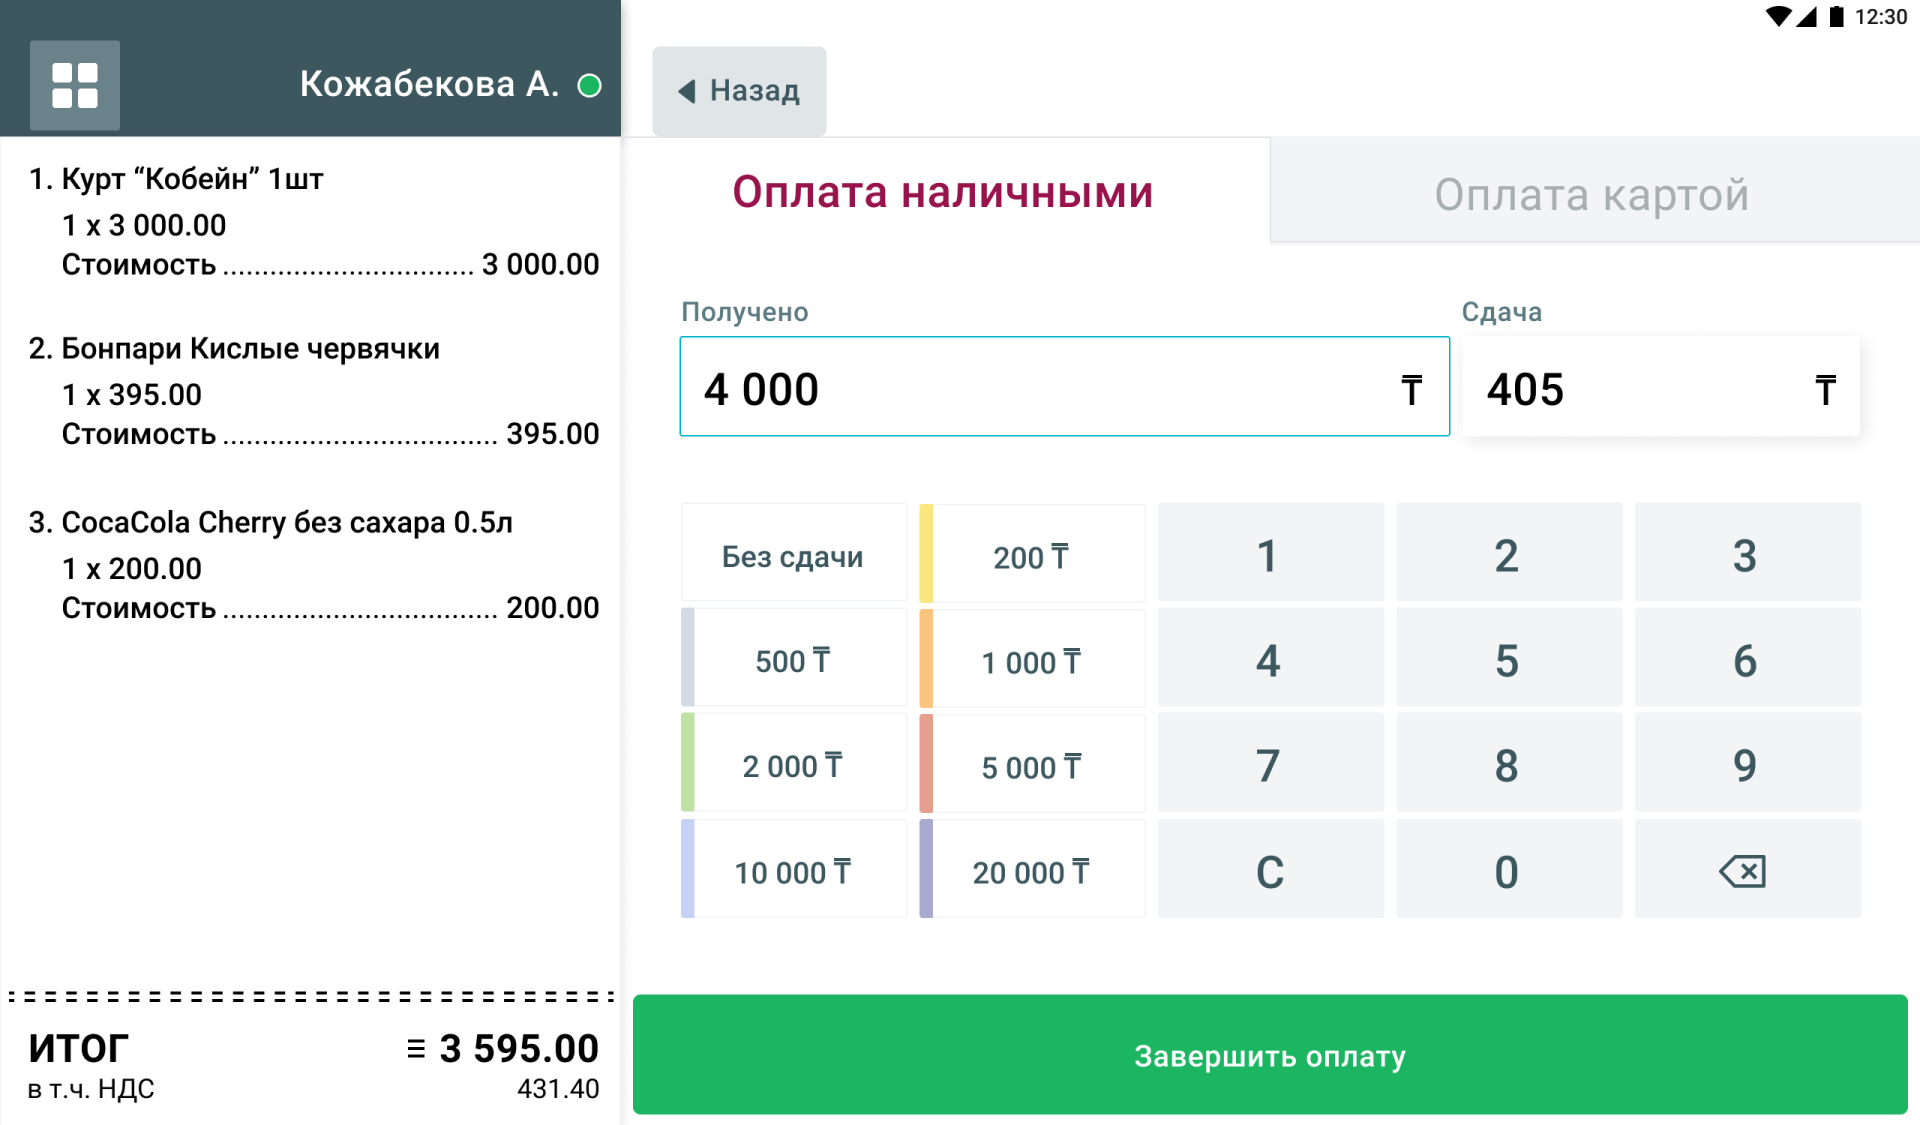 12:30
Кожабекова А.
Назад
1. Курт “Кобейн” 1шт
1 x 3 000.00
Стоимость ................................ 3 000.00
2. Бонпари Кислые червячки
1 x 395.00
Стоимость ................................... 395.00
3. CocaCola Cherry без сахара 0.5л
1 x 200.00
Стоимость ................................... 200.00
ИТОГ ≡ 3 595.00
в т.ч. НДС 431.40
Оплата наличными
Оплата картой
Получено
Сдача
4 000 ₸
405 ₸
Без сдачи 200 ₸ 1 2 3
500 ₸ 1 000 ₸ 4 5 6
2 000 ₸ 5 000 ₸ 7 8 9
10 000 ₸ 20 000 ₸ C 0
Завершить оплату